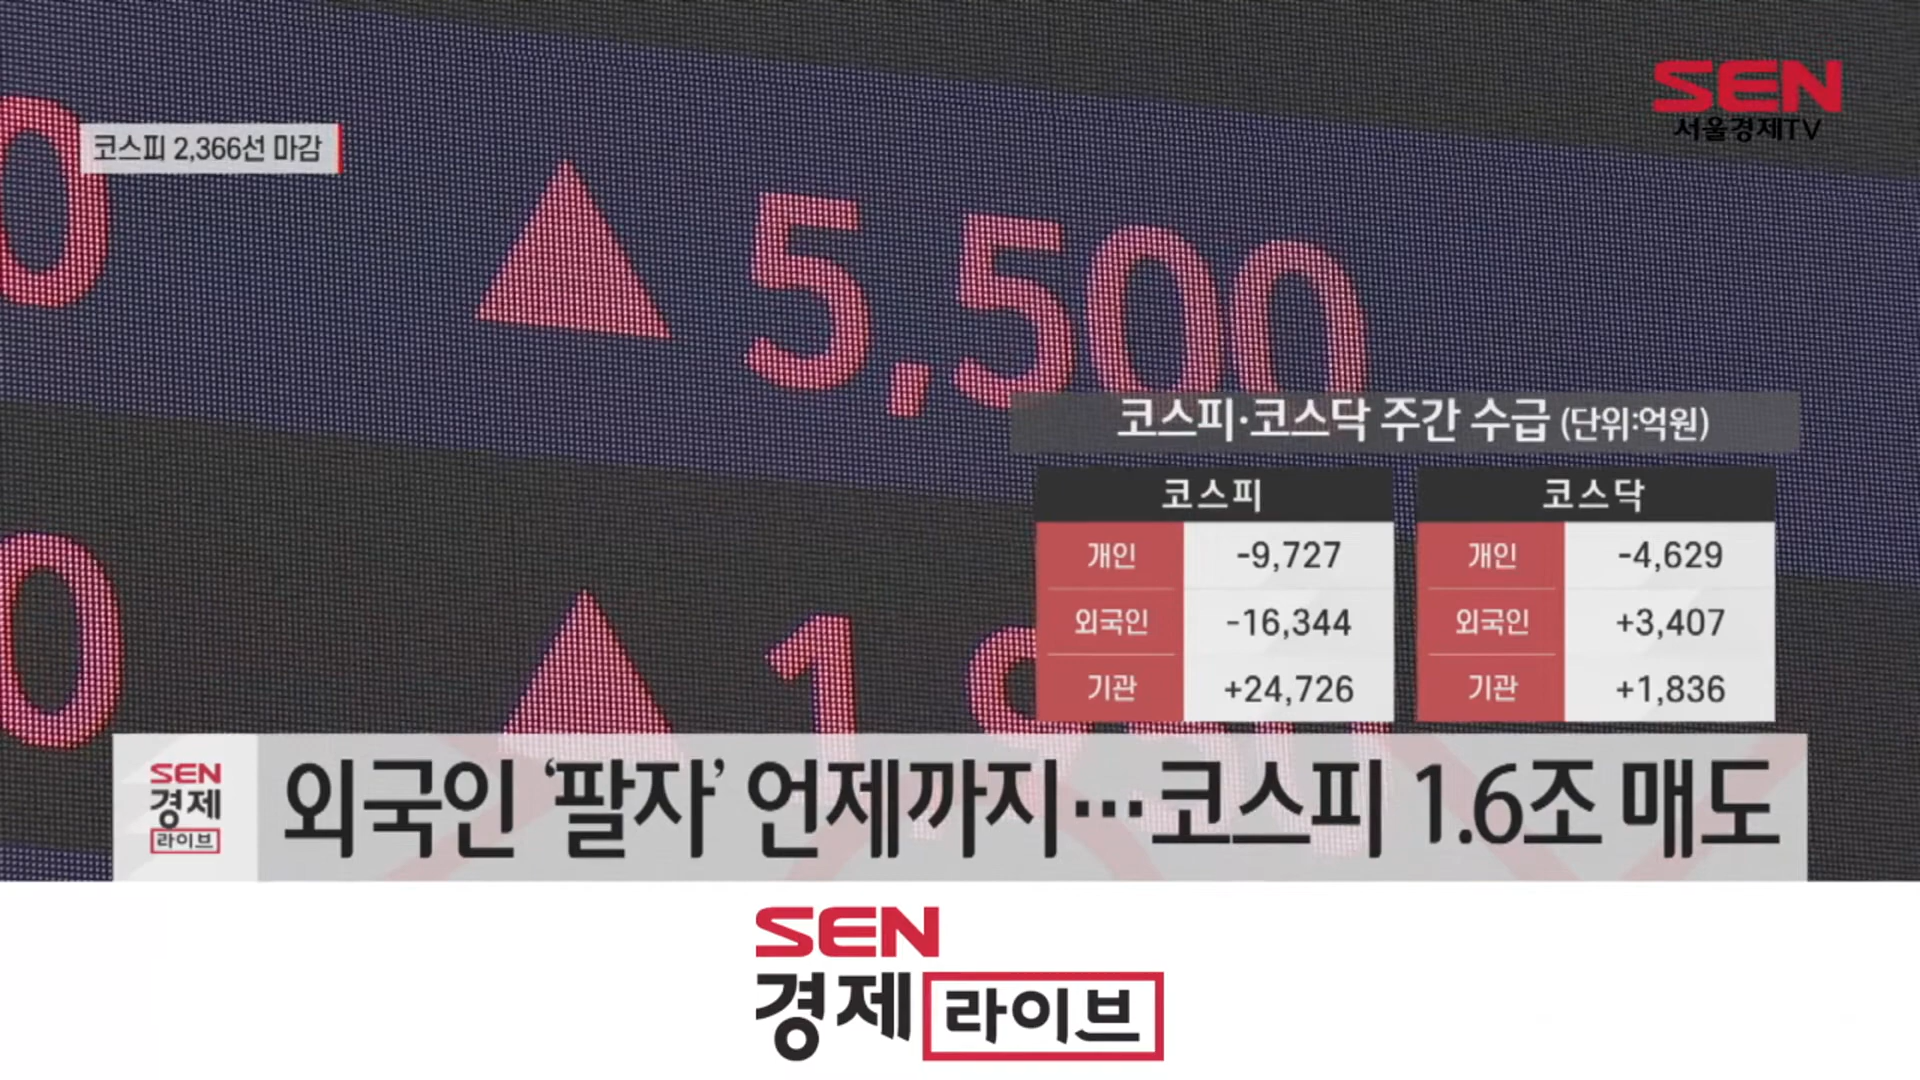 SEN
서울경제TV
코스피 2,366선 마감
0
▲ 5,500
코스피·코스닥 주간 수급 (단위:억원)
코스피
개인 -9,727
외국인 -16,344
기관 +24,726
코스닥
개인 -4,629
외국인 +3,407
기관 +1,836
0
SEN
경제
라이브
외국인 ‘팔자’ 언제까지…코스피 1.6조 매도
SEN
경제 라이브